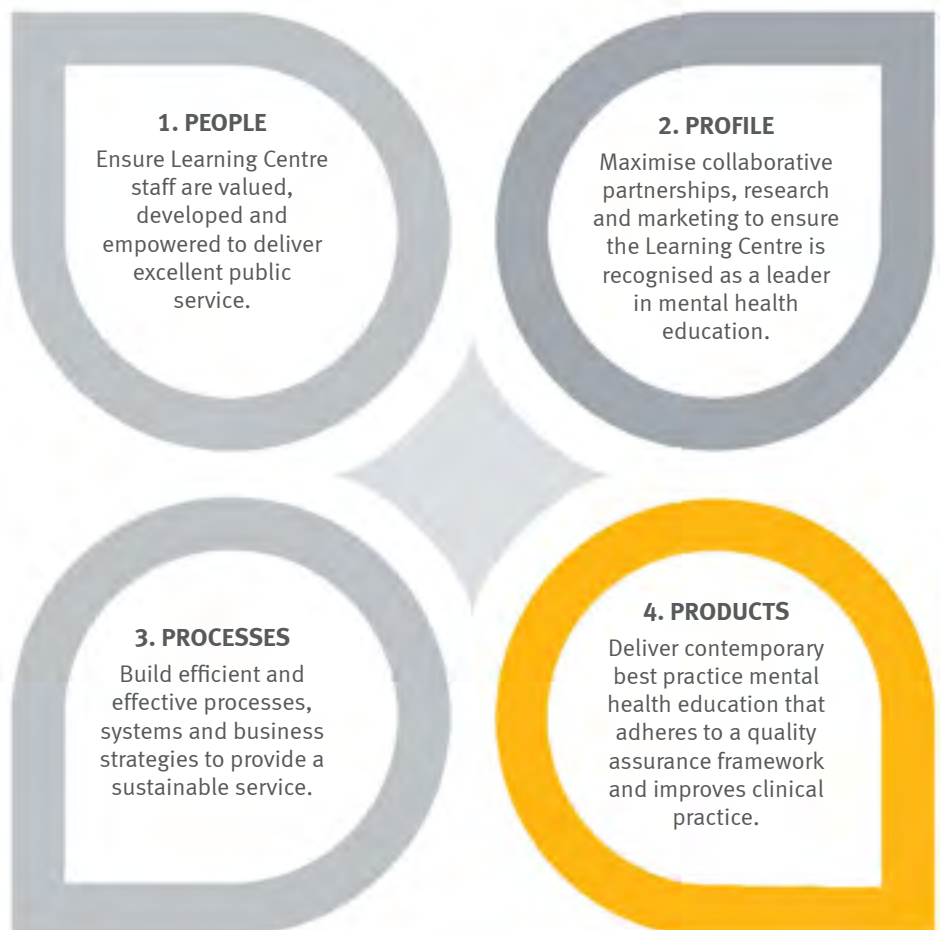 1. PEOPLE
Ensure Learning Centre
staff are valued,
developed and
empowered to deliver
excellent public
service.
2. PROFILE
Maximise collaborative
partnerships, research
and marketing to ensure
the Learning Centre is
recognised as a leader
in mental health
education.
3. PROCESSES
Build efficient and
effective processes,
systems and business
strategies to provide a
sustainable service.
4. PRODUCTS
Deliver contemporary
best practice mental
health education that
adheres to a quality
assurance framework
and improves clinical
practice.